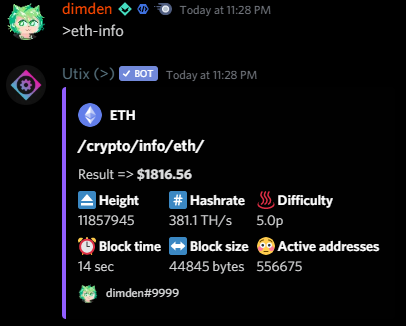 dimden Today at 11:28 PM
>eth-info
Utix (>) ✓ BOT Today at 11:28 PM
ETH
/crypto/info/eth/
Result => $1816.56
Height # Hashrate Difficulty
11857945 381.1 TH/s 5.0p
Block time Block size Active addresses
14 sec 44845 bytes 556675
dimden#9999